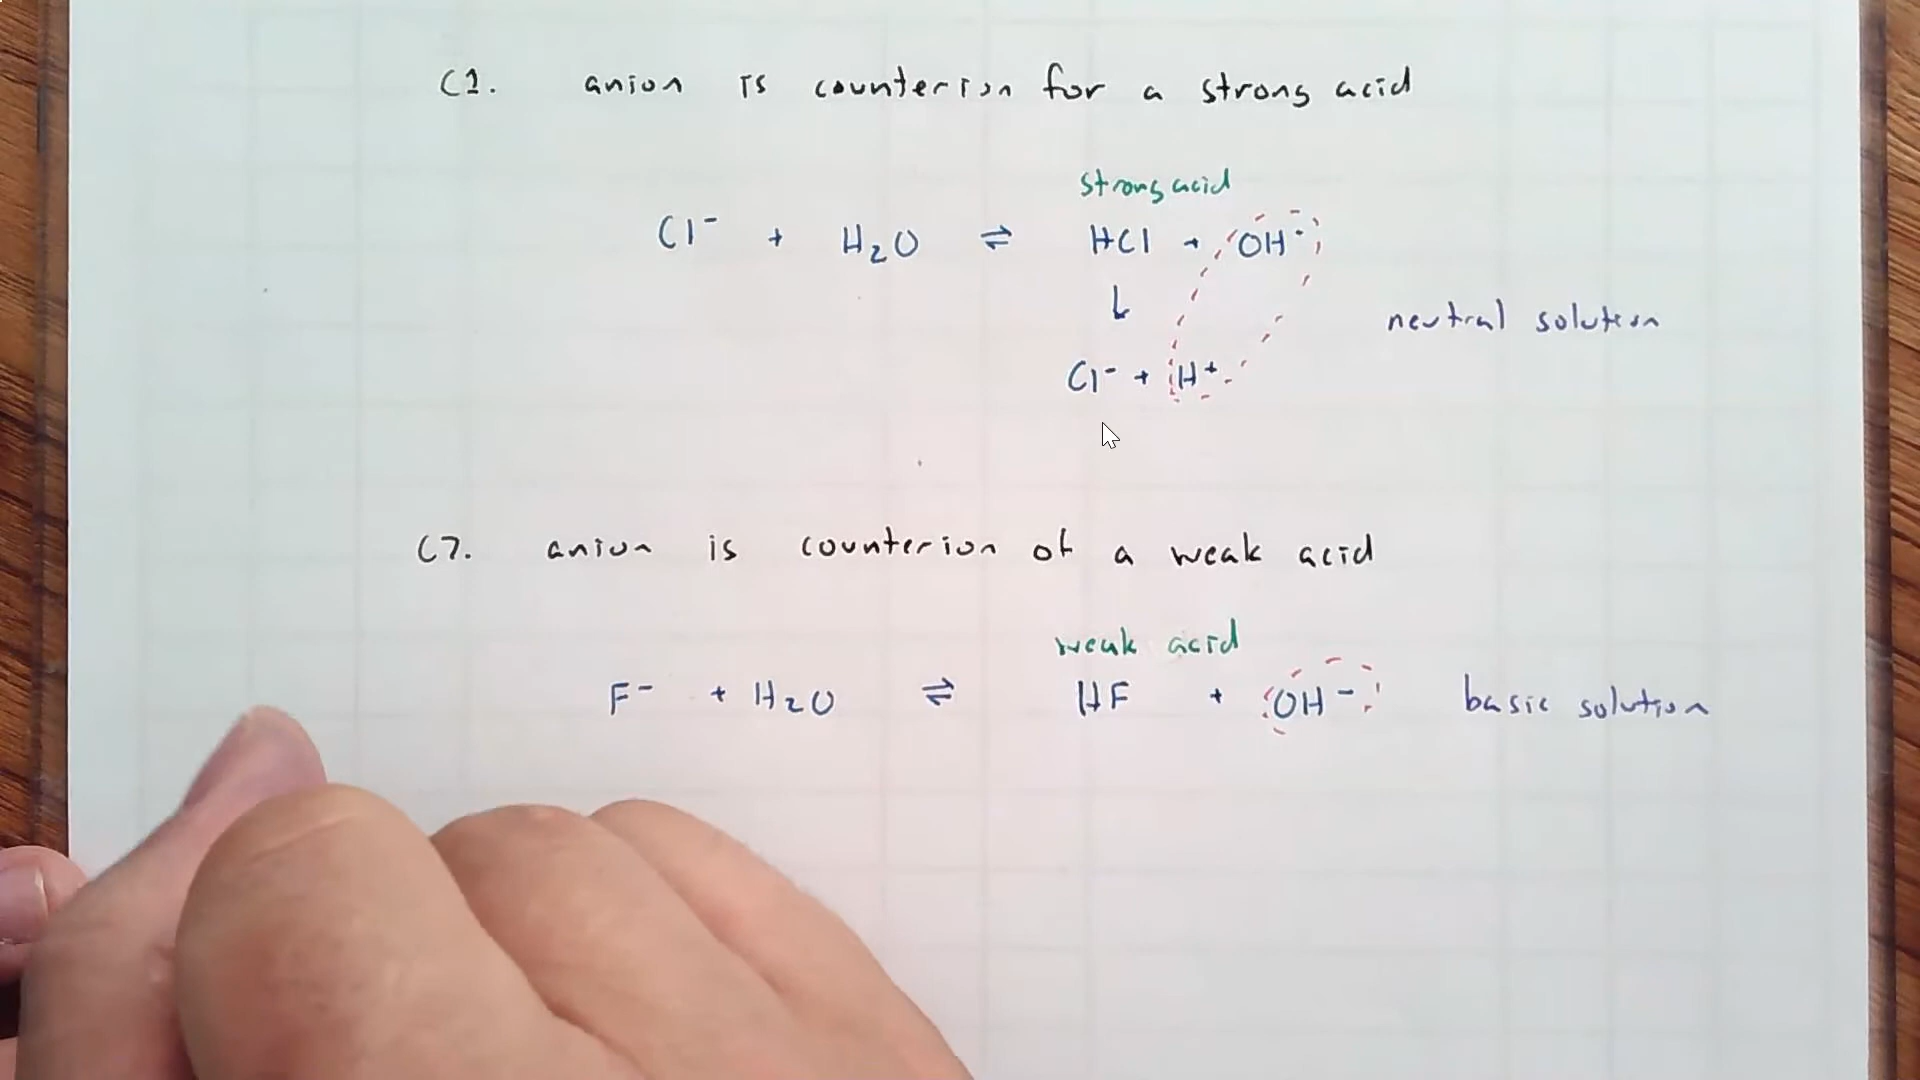 C1. anion is counterion for a strong acid
strong acid
Cl⁻ + H₂O ⇌ HCl + OH⁻
↳
neutral solution
Cl⁻ + H⁺
C2. anion is counterion of a weak acid
weak acid
F⁻ + H₂O ⇌ HF + OH⁻ basic solution